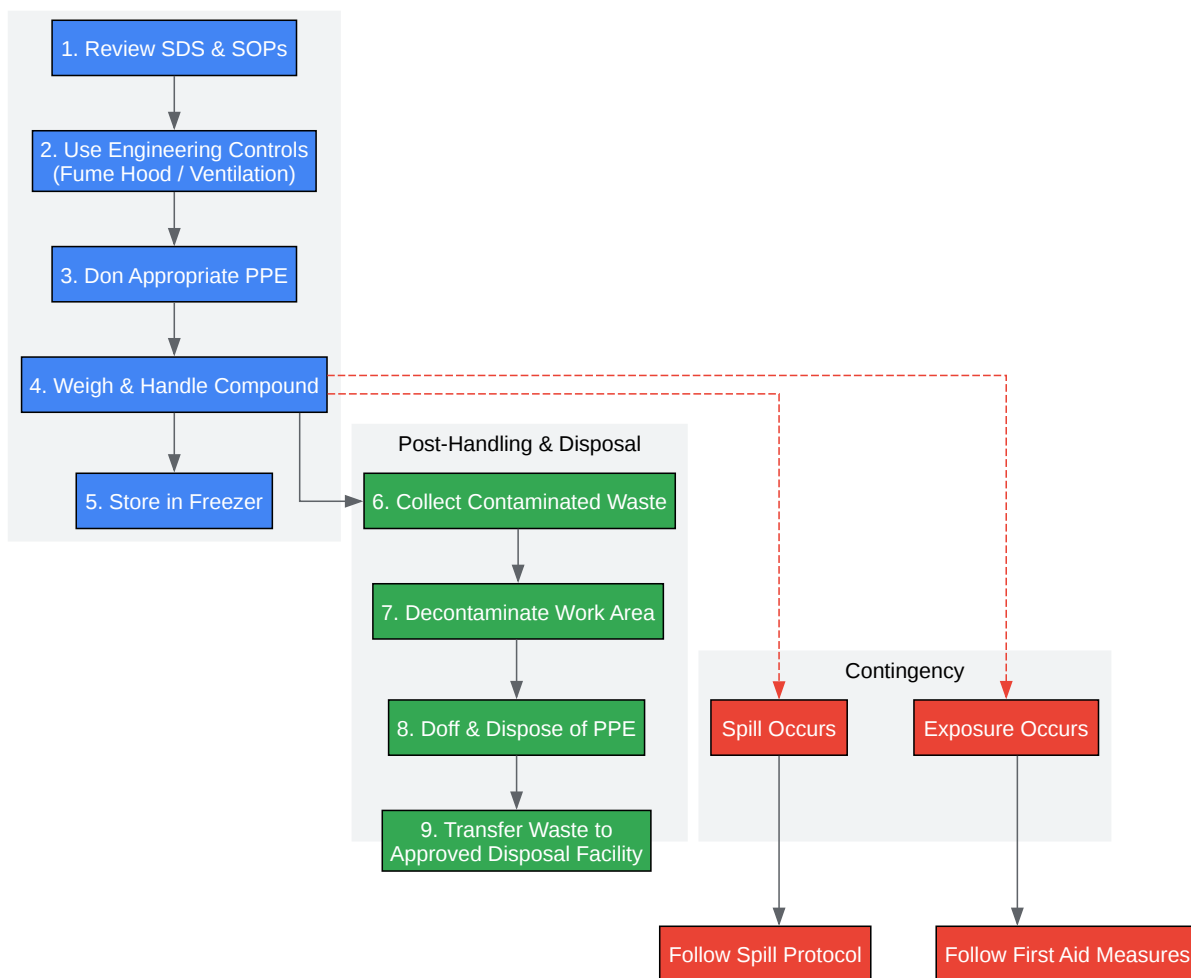 1. Review SDS & SOPs
2. Use Engineering Controls
(Fume Hood / Ventilation)
3. Don Appropriate PPE
4. Weigh & Handle Compound
5. Store in Freezer
Post-Handling & Disposal
6. Collect Contaminated Waste
7. Decontaminate Work Area
8. Doff & Dispose of PPE
9. Transfer Waste to
Approved Disposal Facility
Contingency
Spill Occurs
Exposure Occurs
Follow Spill Protocol
Follow First Aid Measures